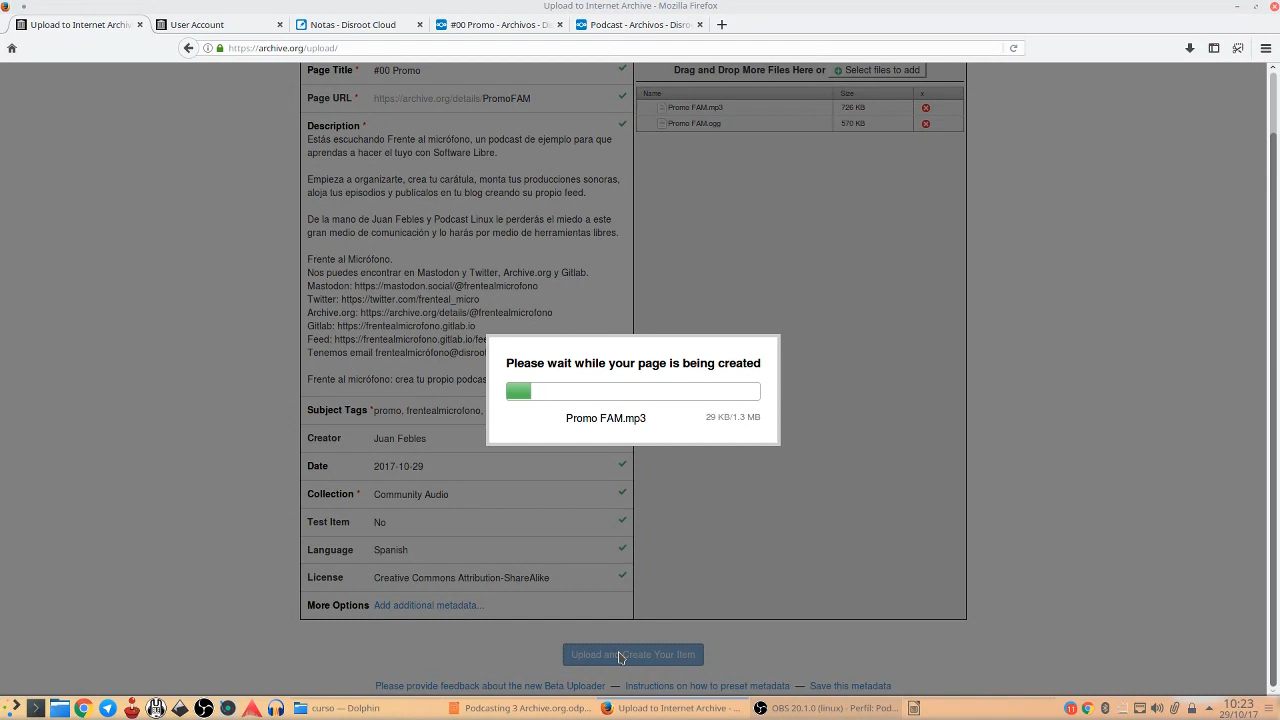 Upload to Internet Archive - Mozilla Firefox
Upload to Internet Archiv
User Account
Notas - Disroot Cloud
#00 Promo - Archivos - D
Podcast - Archivos - Disro
https://archive.org/upload/
Page Title * #00 Promo
Page URL * https://archive.org/details/PromoFAM
Description *
Estás escuchando Frente al micrófono, un podcast de ejemplo para que
aprendas a hacer el tuyo con Software Libre.
Empieza a organizarte, crea tu carátula, monta tus producciones sonoras,
aloja tus episodios y publícalos en tu blog creando su propio feed.
De la mano de Juan Febles y Podcast Linux le perderás el miedo a este
gran medio de comunicación y lo harás por medio de herramientas libres.
Frente al Micrófono.
Nos puedes encontrar en Mastodon y Twitter, Archive.org y Gitlab.
Mastodon: https://mastodon.social/@frentealmicrofono
Twitter: https://twitter.com/frenteal_micro
Archive.org: https://archive.org/details/@frentealmicrofono
Gitlab: https://frentealmicrofono.gitlab.io
Feed: https://frentealmicrofono.gitlab.io/fee
Tenemos email frentealmicrófono@disroot
Frente al micrófono: crea tu propio podcas
Subject Tags * promo, frentealmicrofono,
Creator Juan Febles
Date 2017-10-29
Collection * Community Audio
Test Item No
Language Spanish
License Creative Commons Attribution-ShareAlike
More Options Add additional metadata...
Drag and Drop More Files Here or Select files to add
Name Size x
Promo FAM.mp3 726 KB
Promo FAM.ogg 570 KB
Please wait while your page is being created
Promo FAM.mp3 29 KB/1.3 MB
Upload and Create Your Item
Please provide feedback about the new Beta Uploader — Instructions on how to preset metadata — Save this metadata
curso — Dolphin
Podcasting 3 Archive.org.odp...
Upload to Internet Archive - ...
OBS 20.1.0 (linux) - Perfil: Pod...
11
10:23
29/10/17